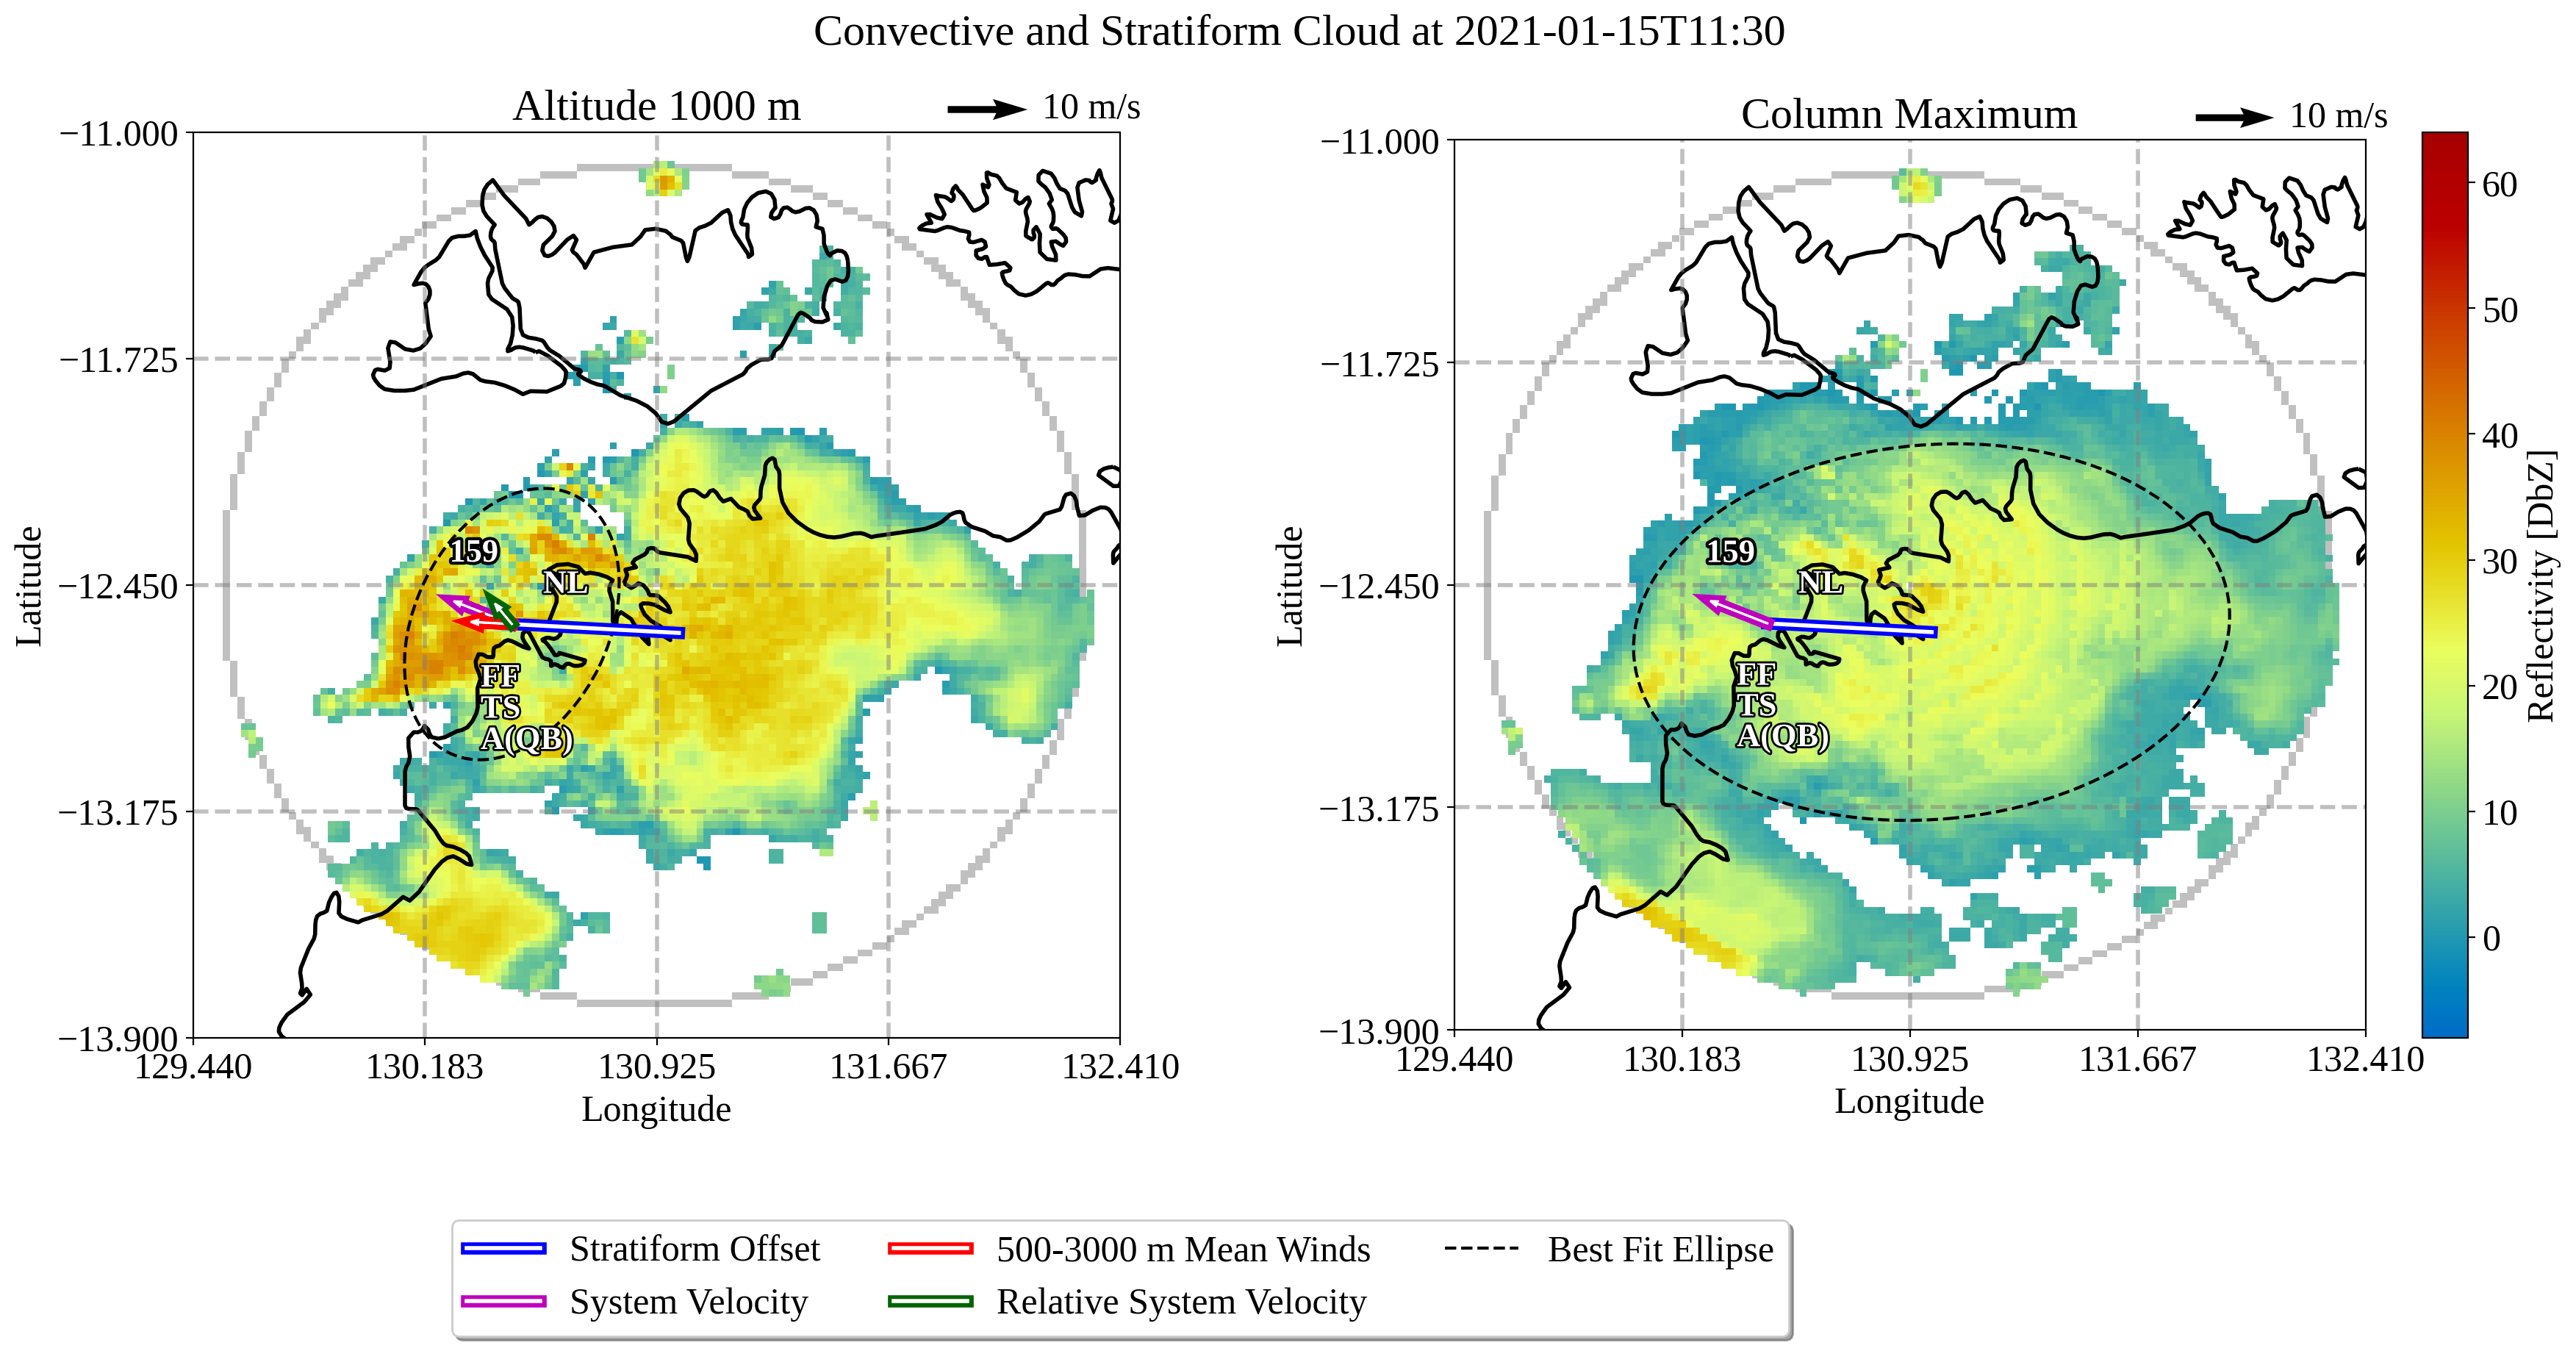 Convective and Stratiform Cloud at 2021-01-15T11:30
Altitude 1000 m
10 m/s
−11.000
−11.725
−12.450
−13.175
−13.900
Latitude
159
NL
FF
TS
A(QB)
129.440
130.183
130.925
131.667
132.410
Longitude
Column Maximum
10 m/s
−11.000
−11.725
−12.450
−13.175
−13.900
Latitude
159
NL
FF
TS
A(QB)
129.440
130.183
130.925
131.667
132.410
Longitude
60
50
40
30
20
10
0
Reflectivity [DbZ]
Stratiform Offset
500-3000 m Mean Winds
Best Fit Ellipse
System Velocity
Relative System Velocity